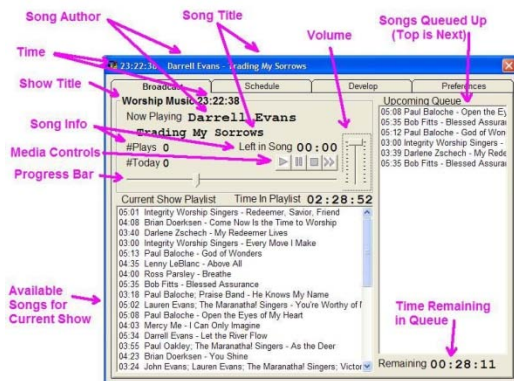 Song Author
Song Title
Songs Queued Up
(Top is Next)
Time
Volume
23:22:38 Darrell Evans - Trading My Sorrows
Broadcast Schedule Develop Preferences
Show Title
Worship Music 23:22:38
Upcoming Queue
Now Playing Darrell Evans
Trading My Sorrows
Song Info
#Plays 0 Left in Song 00:00
Media Controls
#Today 0
Progress Bar
05:08 Paul Baloche - Open the Ey
05:35 Bob Fitts - Blessed Assuran
05:12 Paul Baloche - God of Won
03:00 Integrity Worship Singers -
03:39 Darlene Zschech - My Rede
05:35 Bob Fitts - Blessed Assuran
Current Show Playlist Time In Playlist 02:28:52
05:01 Integrity Worship Singers - Redeemer, Savior, Friend
04:08 Brian Doerksen - Come Now Is the Time to Worship
03:40 Darlene Zschech - My Redeemer Lives
03:00 Integrity Worship Singers - Every Move I Make
05:13 Paul Baloche - God of Wonders
04:35 Lenny LeBlanc - Above All
04:00 Ross Parsley - Breathe
05:35 Bob Fitts - Blessed Assurance
03:18 Paul Baloche; Praise Band - He Knows My Name
05:02 Lauren Evans; The Maranatha! Singers - You're Worthy of
05:08 Paul Baloche - Open the Eyes of My Heart
04:03 Mercy Me - I Can Only Imagine
05:34 Darrell Evans - Let the River Flow
03:55 Paul Oakley; The Maranatha! Singers - As the Deer
04:23 Brian Doerksen - You Shine
03:24 John Evans; Lauren Evans; The Maranatha! Singers; Victor
Available
Songs for
Current Show
Time Remaining
in Queue
Remaining 00:28:11